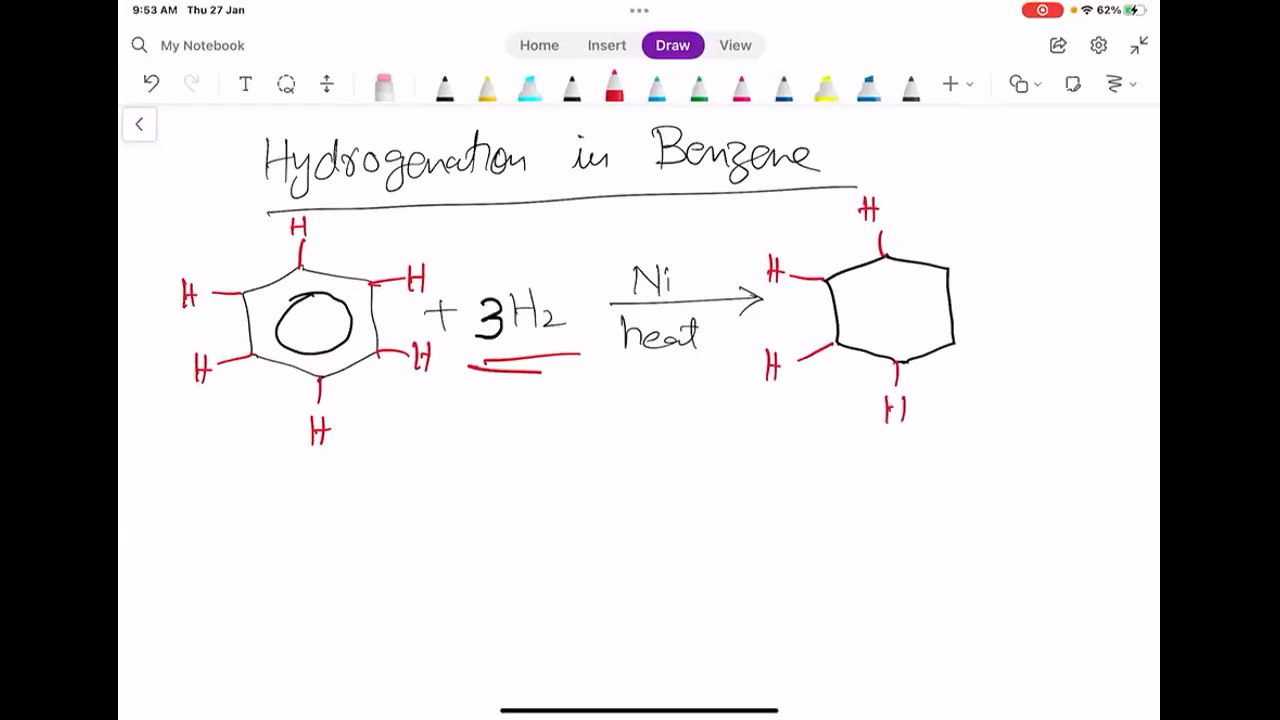 9:53 AM Thu 27 Jan
62%
My Notebook
Home Insert Draw View
T
Hydrogenation in Benzene
H H
H H Ni H
+ 3H2
heat
H H H
H H